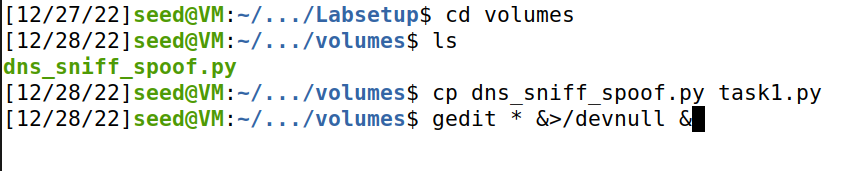 [12/27/22]seed@VM:~/.../Labsetup$ cd volumes
[12/28/22]seed@VM:~/.../volumes$ ls
dns_sniff_spoof.py
[12/28/22]seed@VM:~/.../volumes$ cp dns_sniff_spoof.py task1.py
[12/28/22]seed@VM:~/.../volumes$ gedit * &>/devnull &